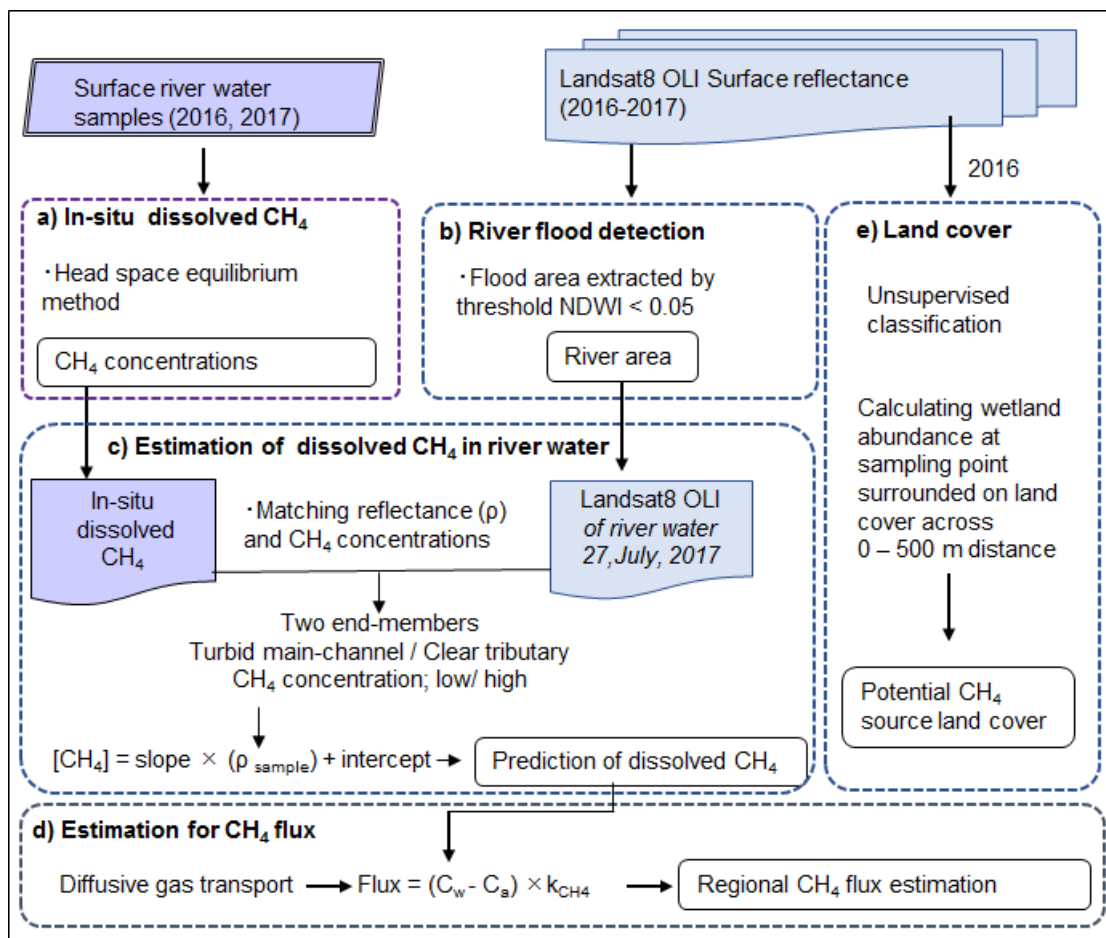 Surface river water
samples (2016, 2017)
Landsat8 OLI Surface reflectance
(2016-2017)
2016
a) In-situ dissolved CH₄
・Head space equilibrium
method
CH₄ concentrations
b) River flood detection
・Flood area extracted by
threshold NDWI < 0.05
River area
e) Land cover
Unsupervised
classification
Calculating wetland
abundance at
sampling point
surrounded on land
cover across
0 – 500 m distance
Potential CH₄
source land cover
c) Estimation of dissolved CH₄ in river water
In-situ
dissolved
CH₄
・Matching reflectance (ρ)
and CH₄ concentrations
Landsat8 OLI
of river water
27,July, 2017
Two end-members
Turbid main-channel / Clear tributary
CH₄ concentration; low/ high
[CH₄] = slope × (ρ sample) + intercept
Prediction of dissolved CH₄
d) Estimation for CH₄ flux
Diffusive gas transport
Flux = (C_w - C_a) × k_CH4
Regional CH₄ flux estimation